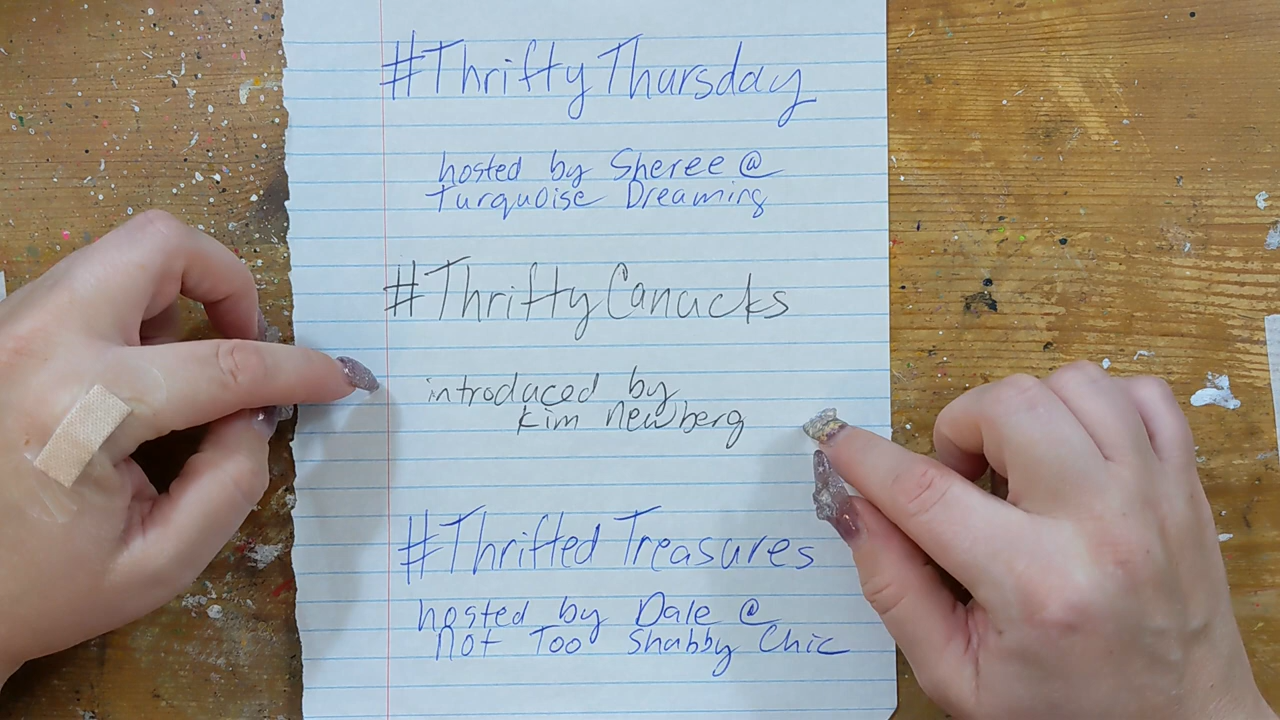 #ThriftyThursday
hosted by Sheree @
Turquoise Dreaming
#ThriftyCanucks
introduced by
Kim Newberg
#Thrifted Treasures
hosted by Dale @
Not Too Shabby Chic